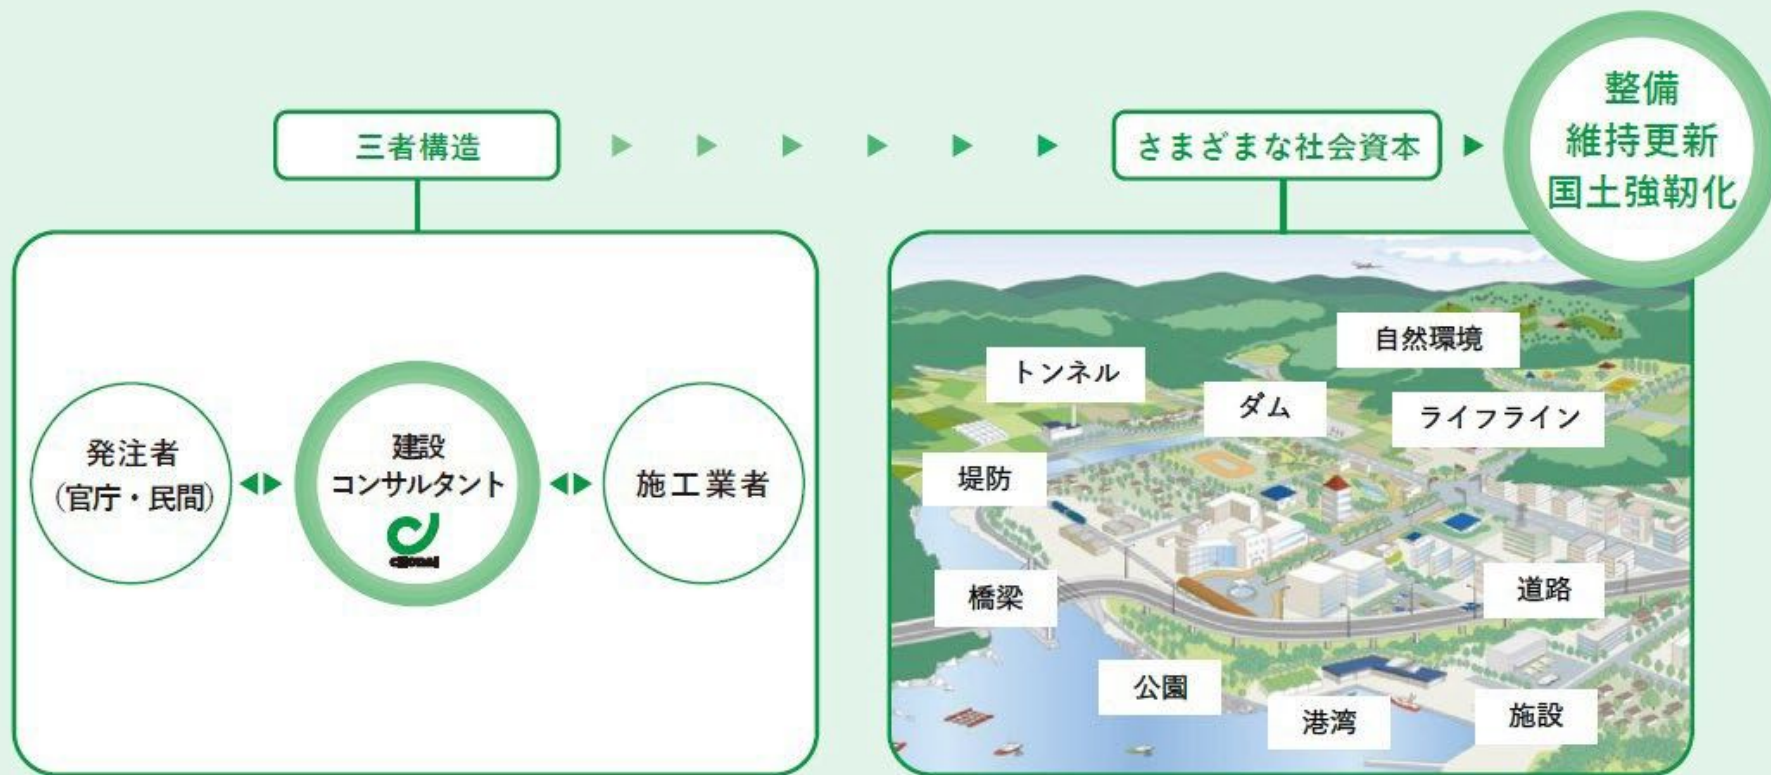 三者構造
さまざまな社会資本
整備
維持更新
国土強靭化
発注者
（官庁・民間）
建設
コンサルタント
施工業者
自然環境
トンネル
ダム
ライフライン
堤防
橋梁
道路
公園
港湾
施設